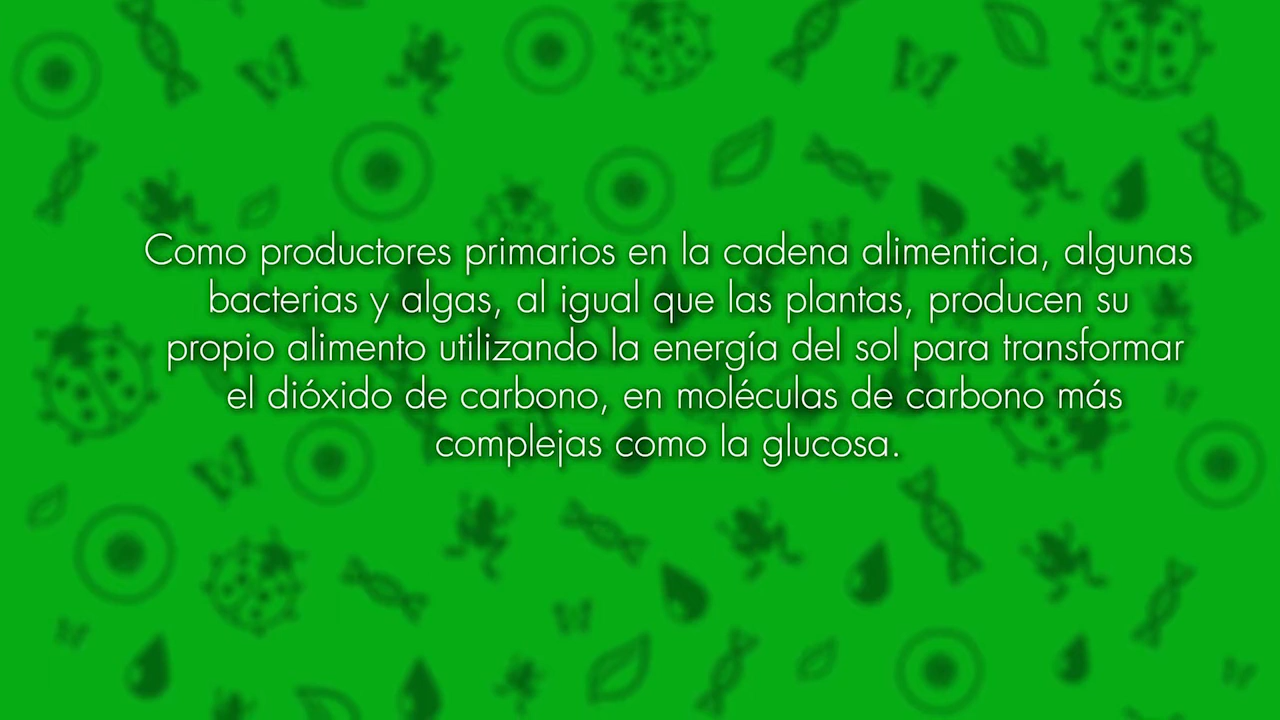 Como productores primarios en la cadena alimenticia, algunas
bacterias y algas, al igual que las plantas, producen su
propio alimento utilizando la energía del sol para transformar
el dióxido de carbono, en moléculas de carbono más
complejas como la glucosa.